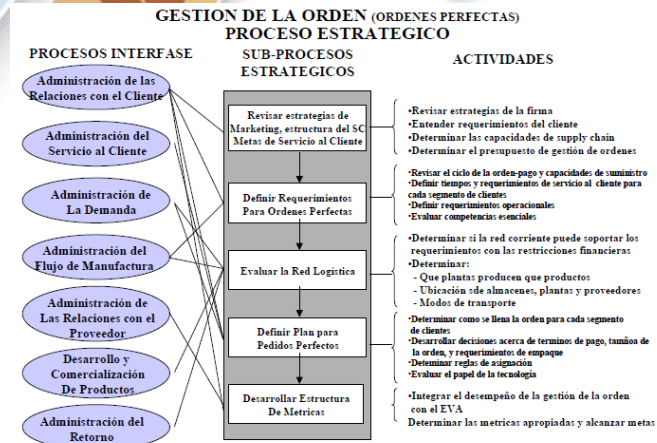 GESTION DE LA ORDEN (ORDENES PERFECTAS)
PROCESO ESTRATEGICO
PROCESOS INTERFASE
Administración de las
Relaciones con el Cliente
Administración del
Servicio al Cliente
Administración de
La Demanda
Administración del
Flujo de Manufactura
Administración de
Las Relaciones con el
Proveedor
Desarrollo y
Comercialización
De Productos
Administración del
Retorno
SUB-PROCESOS
ESTRATEGICOS
Revisar estrategias de
Marketing, estructura del SC
Metas de Servicio al Cliente
Definir Requerimientos
Para Ordenes Perfectas
Evaluar la Red Logística
Definir Plan para
Pedidos Perfectos
Desarrollar Estructura
De Metricas
ACTIVIDADES
•Revisar estrategias de la firma
•Entender requerimientos del cliente
•Determinar las capacidades de supply chain
•Determinar el presupuesto de gestión de ordenes
•Revisar el ciclo de la orden-pago y capacidades de suministro
•Definir tiempos y requerimientos de servicio al cliente para
cada segmento de clientes
•Definir requerimientos operacionales
•Evaluar competencias esenciales
•Determinar si la red corriente puede soportar los
requerimientos con las restricciones financieras
•Determinar:
- Que plantas producen que productos
- Ubicación sde almacenes, plantas y proveedores
- Modos de transporte
•Determinar como se llena la orden para cada segmento
de clientes
•Desarrollar decisiones acerca de terminos de pago, tamñoa de
la orden, y requirimentos de empaque
•Deteminar reglas de asignación
•Evaluar el papel de la tecnología
•Integrar el desempeño de la gestión de la orden
con el EVA
Determinar las metricas apropiadas y alcanzar metas